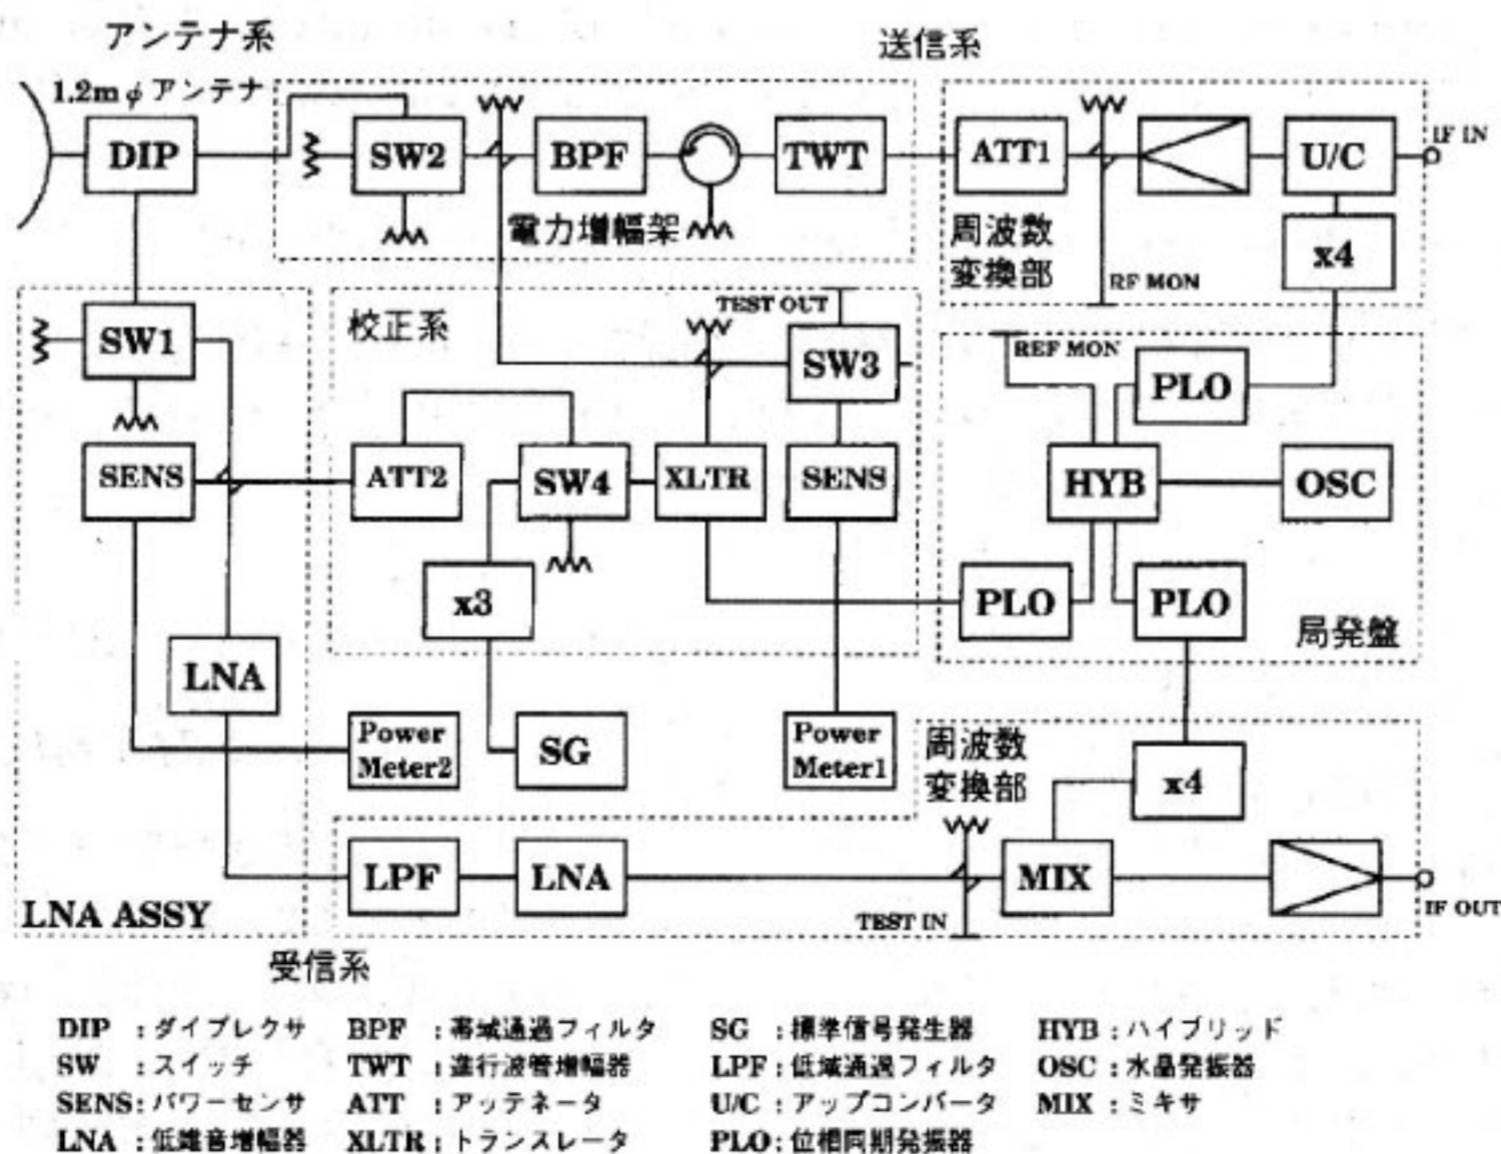 アンテナ系
送信系
1.2mφ アンテナ
DIP
SW2
BPF
TWT
ATT1
U/C
IF IN
電力増幅架
周波数
変換部
x4
RF MON
SW1
校正系
TEST OUT
SW3
REF MON
PLO
SENS
ATT2
SW4
XLTR
SENS
HYB
OSC
x3
PLO
PLO
局発盤
LNA
Power
Meter2
SG
Power
Meter1
周波数
変換部
x4
LPF
LNA
MIX
TEST IN
IF OUT
LNA ASSY
受信系
DIP :ダイプレクサ BPF :帯域通過フィルタ SG :標準信号発生器 HYB:ハイブリッド
SW :スイッチ TWT :進行波管増幅器 LPF:低域通過フィルタ OSC:水晶発振器
SENS:パワーセンサ ATT :アッテネータ U/C :アップコンバータ MIX :ミキサ
LNA :低雑音増幅器 XLTR:トランスレータ PLO:位相同期発振器